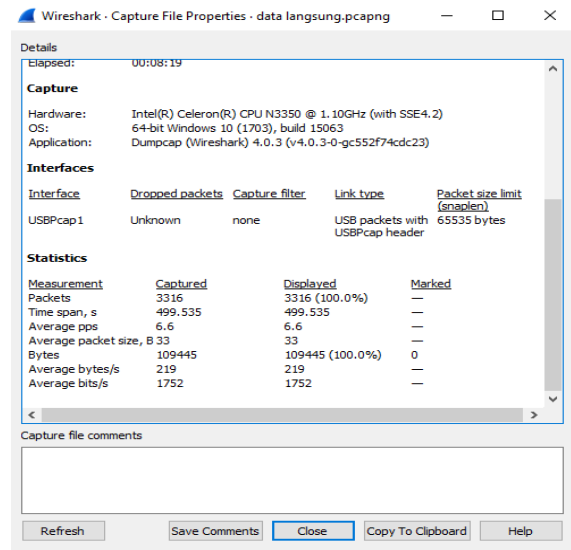 Wireshark · Capture File Properties · data langsung.pcapng
Details
Elapsed: 00:08:19
Capture
Hardware: Intel(R) Celeron(R) CPU N3350 @ 1.10GHz (with SSE4.2)
OS: 64-bit Windows 10 (1703), build 15063
Application: Dumpcap (Wireshark) 4.0.3 (v4.0.3-0-gc552f74cdc23)
Interfaces
Interface Dropped packets Capture filter Link type Packet size limit (snaplen)
USBPcap1 Unknown none USB packets with USBPcap header 65535 bytes
Statistics
Measurement Captured Displayed Marked
Packets 3316 3316 (100.0%) —
Time span, s 499.535 499.535 —
Average pps 6.6 6.6 —
Average packet size, B 33 33 —
Bytes 109445 109445 (100.0%) 0
Average bytes/s 219 219 —
Average bits/s 1752 1752 —
Capture file comments
Refresh Save Comments Close Copy To Clipboard Help